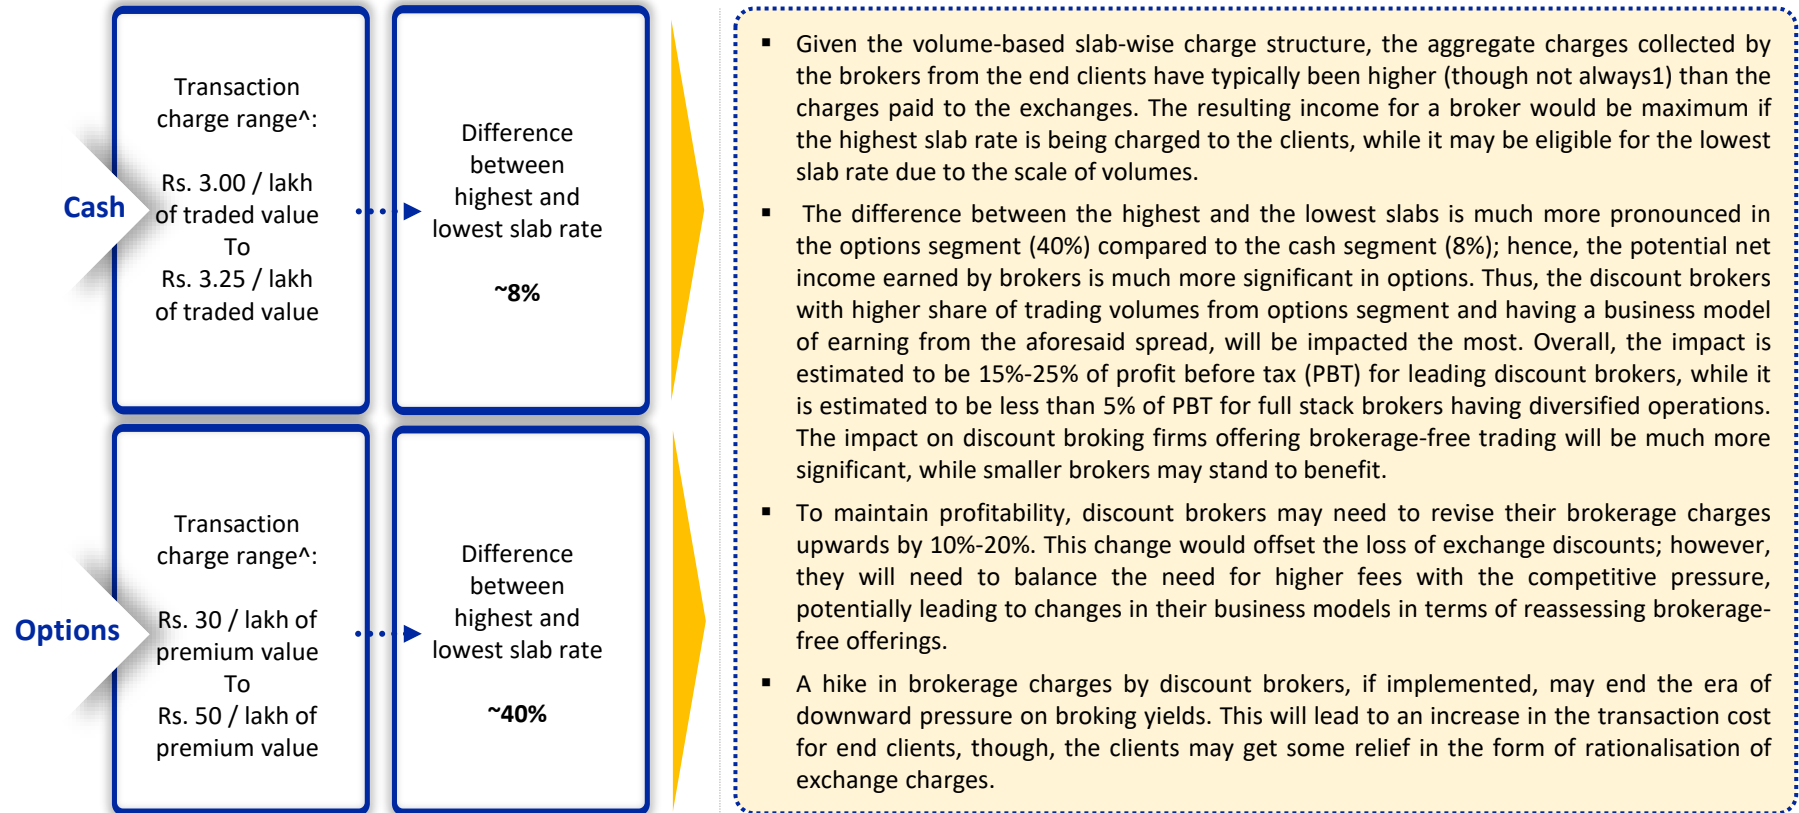 Cash
Transaction
charge range^:
Rs. 3.00 / lakh
of traded value
To
Rs. 3.25 / lakh
of traded value
Difference
between
highest and
lowest slab rate
~8%
Options
Transaction
charge range^:
Rs. 30 / lakh of
premium value
To
Rs. 50 / lakh of
premium value
Difference
between
highest and
lowest slab rate
~40%
▪ Given the volume-based slab-wise charge structure, the aggregate charges collected by
the brokers from the end clients have typically been higher (though not always1) than the
charges paid to the exchanges. The resulting income for a broker would be maximum if
the highest slab rate is being charged to the clients, while it may be eligible for the lowest
slab rate due to the scale of volumes.
▪ The difference between the highest and the lowest slabs is much more pronounced in
the options segment (40%) compared to the cash segment (8%); hence, the potential net
income earned by brokers is much more significant in options. Thus, the discount brokers
with higher share of trading volumes from options segment and having a business model
of earning from the aforesaid spread, will be impacted the most. Overall, the impact is
estimated to be 15%-25% of profit before tax (PBT) for leading discount brokers, while it
is estimated to be less than 5% of PBT for full stack brokers having diversified operations.
The impact on discount broking firms offering brokerage-free trading will be much more
significant, while smaller brokers may stand to benefit.
▪ To maintain profitability, discount brokers may need to revise their brokerage charges
upwards by 10%-20%. This change would offset the loss of exchange discounts; however,
they will need to balance the need for higher fees with the competitive pressure,
potentially leading to changes in their business models in terms of reassessing brokerage-
free offerings.
▪ A hike in brokerage charges by discount brokers, if implemented, may end the era of
downward pressure on broking yields. This will lead to an increase in the transaction cost
for end clients, though, the clients may get some relief in the form of rationalisation of
exchange charges.